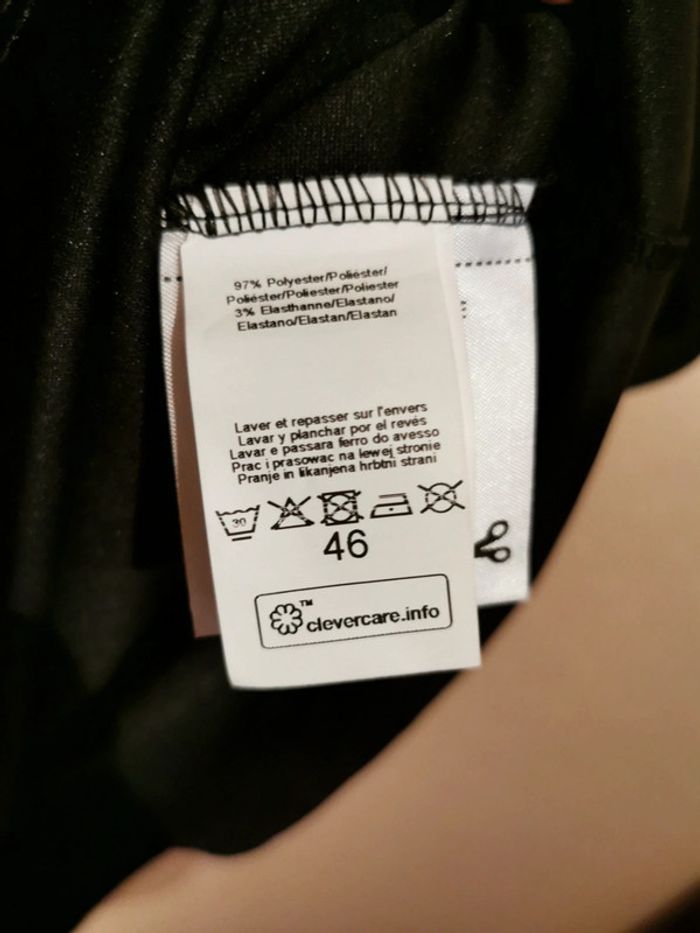 97% Polyester/Poliéster/
Poliéster/Poliester/Poliester
3% Elasthanne/Elastano/
Elastano/Elastan/Elastan
Laver et repasser sur l'envers
Lavar y planchar por el revés
Lavar e passara ferro do avesso
Prac i prasowac na lewej stronie
Pranje in likanjena hrbtni strani
30
46
TM
clevercare.info